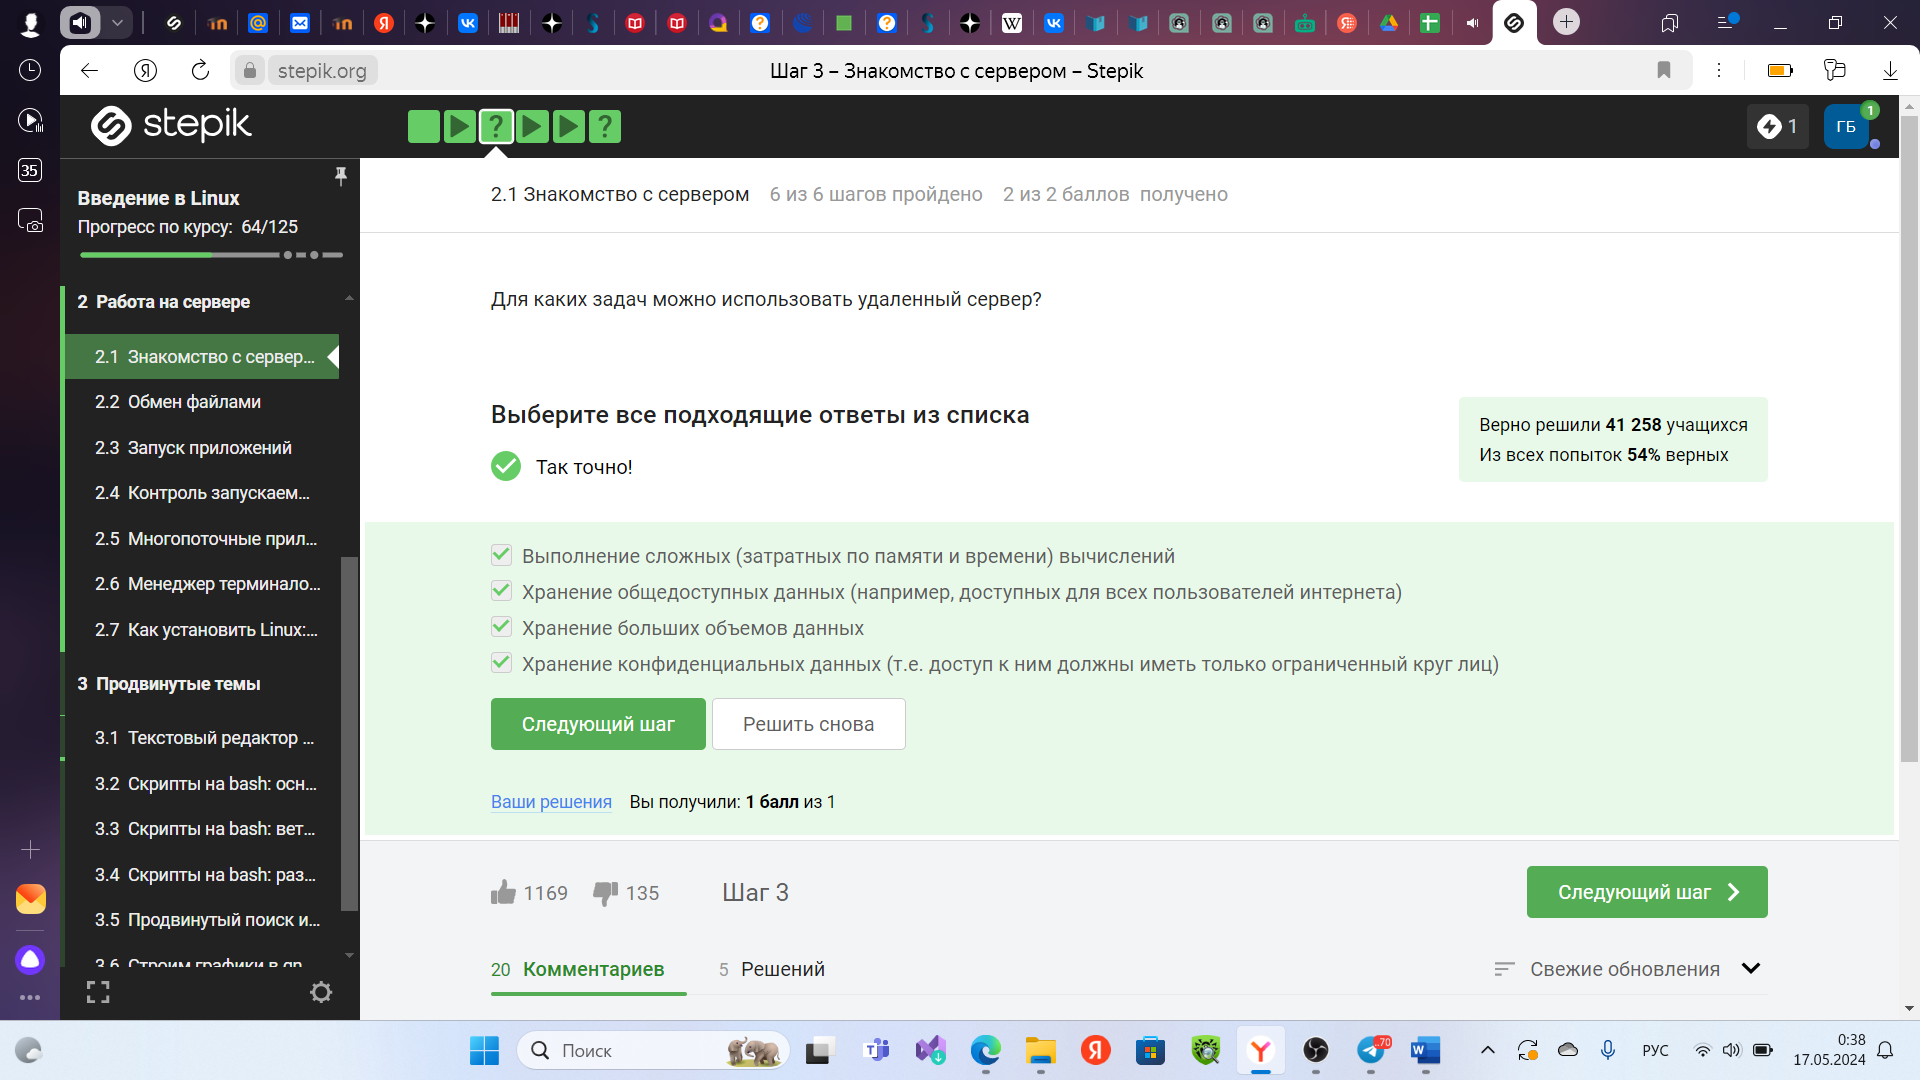 stepik.org
Шаг 3 – Знакомство с сервером – Stepik
35
stepik
? ?
1
ГБ
1
Введение в Linux
Прогресс по курсу: 64/125
2 Работа на сервере
2.1 Знакомство с сервер...
2.2 Обмен файлами
2.3 Запуск приложений
2.4 Контроль запускаем...
2.5 Многопоточные прил...
2.6 Менеджер терминало...
2.7 Как установить Linux:...
3 Продвинутые темы
3.1 Текстовый редактор ...
3.2 Скрипты на bash: осн...
3.3 Скрипты на bash: вет...
3.4 Скрипты на bash: раз...
3.5 Продвинутый поиск и...
3.6 Строим графики в gn...
2.1 Знакомство с сервером 6 из 6 шагов пройдено 2 из 2 баллов получено
Для каких задач можно использовать удаленный сервер?
Выберите все подходящие ответы из списка
Так точно!
Верно решили 41 258 учащихся
Из всех попыток 54% верных
Выполнение сложных (затратных по памяти и времени) вычислений
Хранение общедоступных данных (например, доступных для всех пользователей интернета)
Хранение больших объемов данных
Хранение конфиденциальных данных (т.е. доступ к ним должны иметь только ограниченный круг лиц)
Следующий шаг Решить снова
Ваши решения Вы получили: 1 балл из 1
1169 135 Шаг 3
Следующий шаг
20 Комментариев 5 Решений
Свежие обновления
Поиск
РУС
0:38
17.05.2024